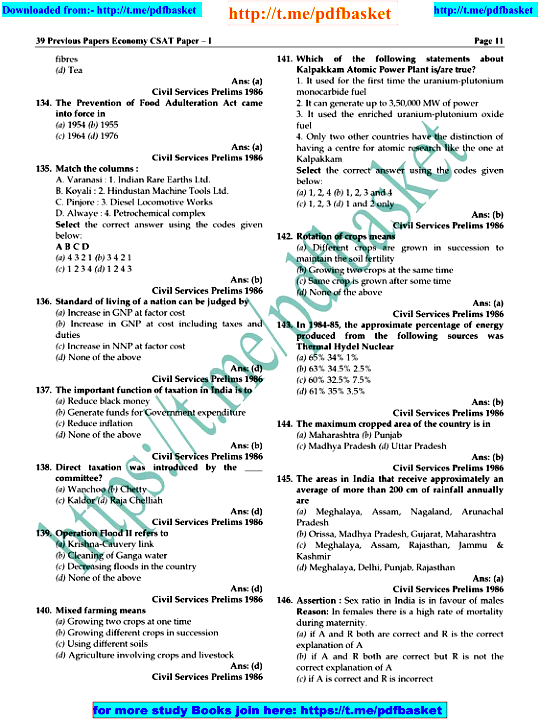 Downloaded from:- http://t.me/pdfbasket
http://t.me/pdfbasket
http://t.me/pdfbasket
39 Previous Papers Economy CSAT Paper – I
Page 11
fibres
(d) Tea
Ans: (a)
Civil Services Prelims 1986
134. The Prevention of Food Adulteration Act came
into force in
(a) 1954 (b) 1955
(c) 1964 (d) 1976
Ans: (a)
Civil Services Prelims 1986
135. Match the columns :
A. Varanasi : 1. Indian Rare Earths Ltd.
B. Koyali : 2. Hindustan Machine Tools Ltd.
C. Pinjore : 3. Diesel Locomotive Works
D. Alwaye : 4. Petrochemical complex
Select the correct answer using the codes given
below:
A B C D
(a) 4 3 2 1 (b) 3 4 2 1
(c) 1 2 3 4 (d) 1 2 4 3
Ans: (b)
Civil Services Prelims 1986
136. Standard of living of a nation can be judged by
(a) Increase in GNP at factor cost
(b) Increase in GNP at cost including taxes and
duties
(c) Increase in NNP at factor cost
(d) None of the above
Ans: (d)
Civil Services Prelims 1986
137. The important function of taxation in India is to
(a) Reduce black money
(b) Generate funds for Government expenditure
(c) Reduce inflation
(d) None of the above
Ans: (b)
Civil Services Prelims 1986
138. Direct taxation was introduced by the ____
committee?
(a) Wanchoo (b) Chetty
(c) Kaldor (d) Raja Chelliah
Ans: (d)
Civil Services Prelims 1986
139. Operation Flood II refers to
(a) Krishna-Cauvery link
(b) Cleaning of Ganga water
(c) Decreasing floods in the country
(d) None of the above
Ans: (d)
Civil Services Prelims 1986
140. Mixed farming means
(a) Growing two crops at one time
(b) Growing different crops in succession
(c) Using different soils
(d) Agriculture involving crops and livestock
Ans: (d)
Civil Services Prelims 1986
141. Which of the following statements about
Kalpakkam Atomic Power Plant is/are true?
1. It used for the first time the uranium-plutonium
monocarbide fuel
2. It can generate up to 3,50,000 MW of power
3. It used the enriched uranium-plutonium oxide
fuel
4. Only two other countries have the distinction of
having a centre for atomic research like the one at
Kalpakkam
Select the correct answer using the codes given
below:
(a) 1, 2, 4 (b) 1, 2, 3 and 4
(c) 1, 2, 3 (d) 1 and 2 only
Ans: (b)
Civil Services Prelims 1986
142. Rotation of crops means
(a) Different crops are grown in succession to
maintain the soil fertility
(b) Growing two crops at the same time
(c) Same crop is grown after some time
(d) None of the above
Ans: (a)
Civil Services Prelims 1986
143. In 1984-85, the approximate percentage of energy
produced from the following sources was
Thermal Hydel Nuclear
(a) 65% 34% 1%
(b) 63% 34.5% 2.5%
(c) 60% 32.5% 7.5%
(d) 61% 35% 3.5%
Ans: (b)
Civil Services Prelims 1986
144. The maximum cropped area of the country is in
(a) Maharashtra (b) Punjab
(c) Madhya Pradesh (d) Uttar Pradesh
Ans: (b)
Civil Services Prelims 1986
145. The areas in India that receive approximately an
average of more than 200 cm of rainfall annually
are
(a) Meghalaya, Assam, Nagaland, Arunachal
Pradesh
(b) Orissa, Madhya Pradesh, Gujarat, Maharashtra
(c) Meghalaya, Assam, Rajasthan, Jammu &
Kashmir
(d) Meghalaya, Delhi, Punjab, Rajasthan
Ans: (a)
Civil Services Prelims 1986
146. Assertion : Sex ratio in India is in favour of males
Reason: In females there is a high rate of mortality
during maternity.
(a) if A and R both are correct and R is the correct
explanation of A
(b) if A and R both are correct but R is not the
correct explanation of A
(c) if A is correct and R is incorrect
https://t.me/pdfbasket
for more study Books join here: https://t.me/pdfbasket